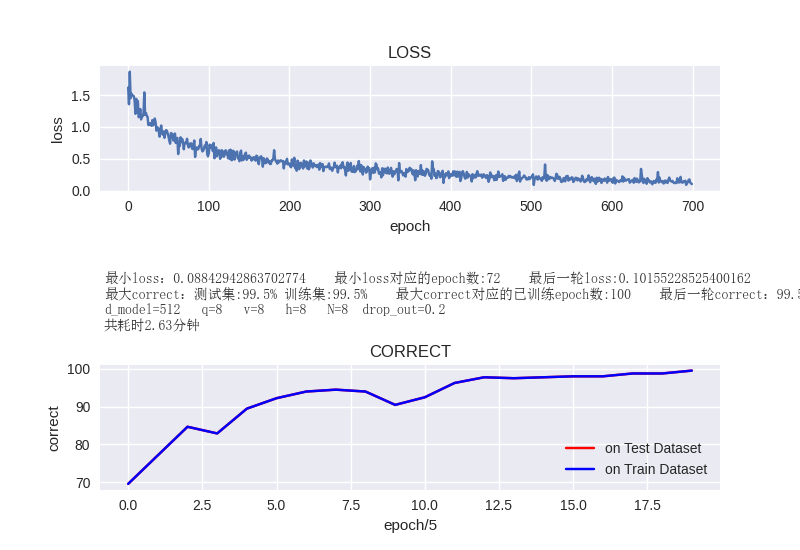 LOSS
1.5
1.0
0.5
0.0
loss
0 100 200 300 400 500 600 700
epoch
最小loss：0.08842942863702774 最小loss对应的epoch数:72 最后一轮loss:0.10155228525400162
最大correct：测试集:99.5% 训练集:99.5% 最大correct对应的已训练epoch数:100 最后一轮correct：99.5
d_model=512 q=8 v=8 h=8 N=8 drop_out=0.2
共耗时2.63分钟
CORRECT
100
90
80
70
correct
on Test Dataset
on Train Dataset
0.0 2.5 5.0 7.5 10.0 12.5 15.0 17.5
epoch/5